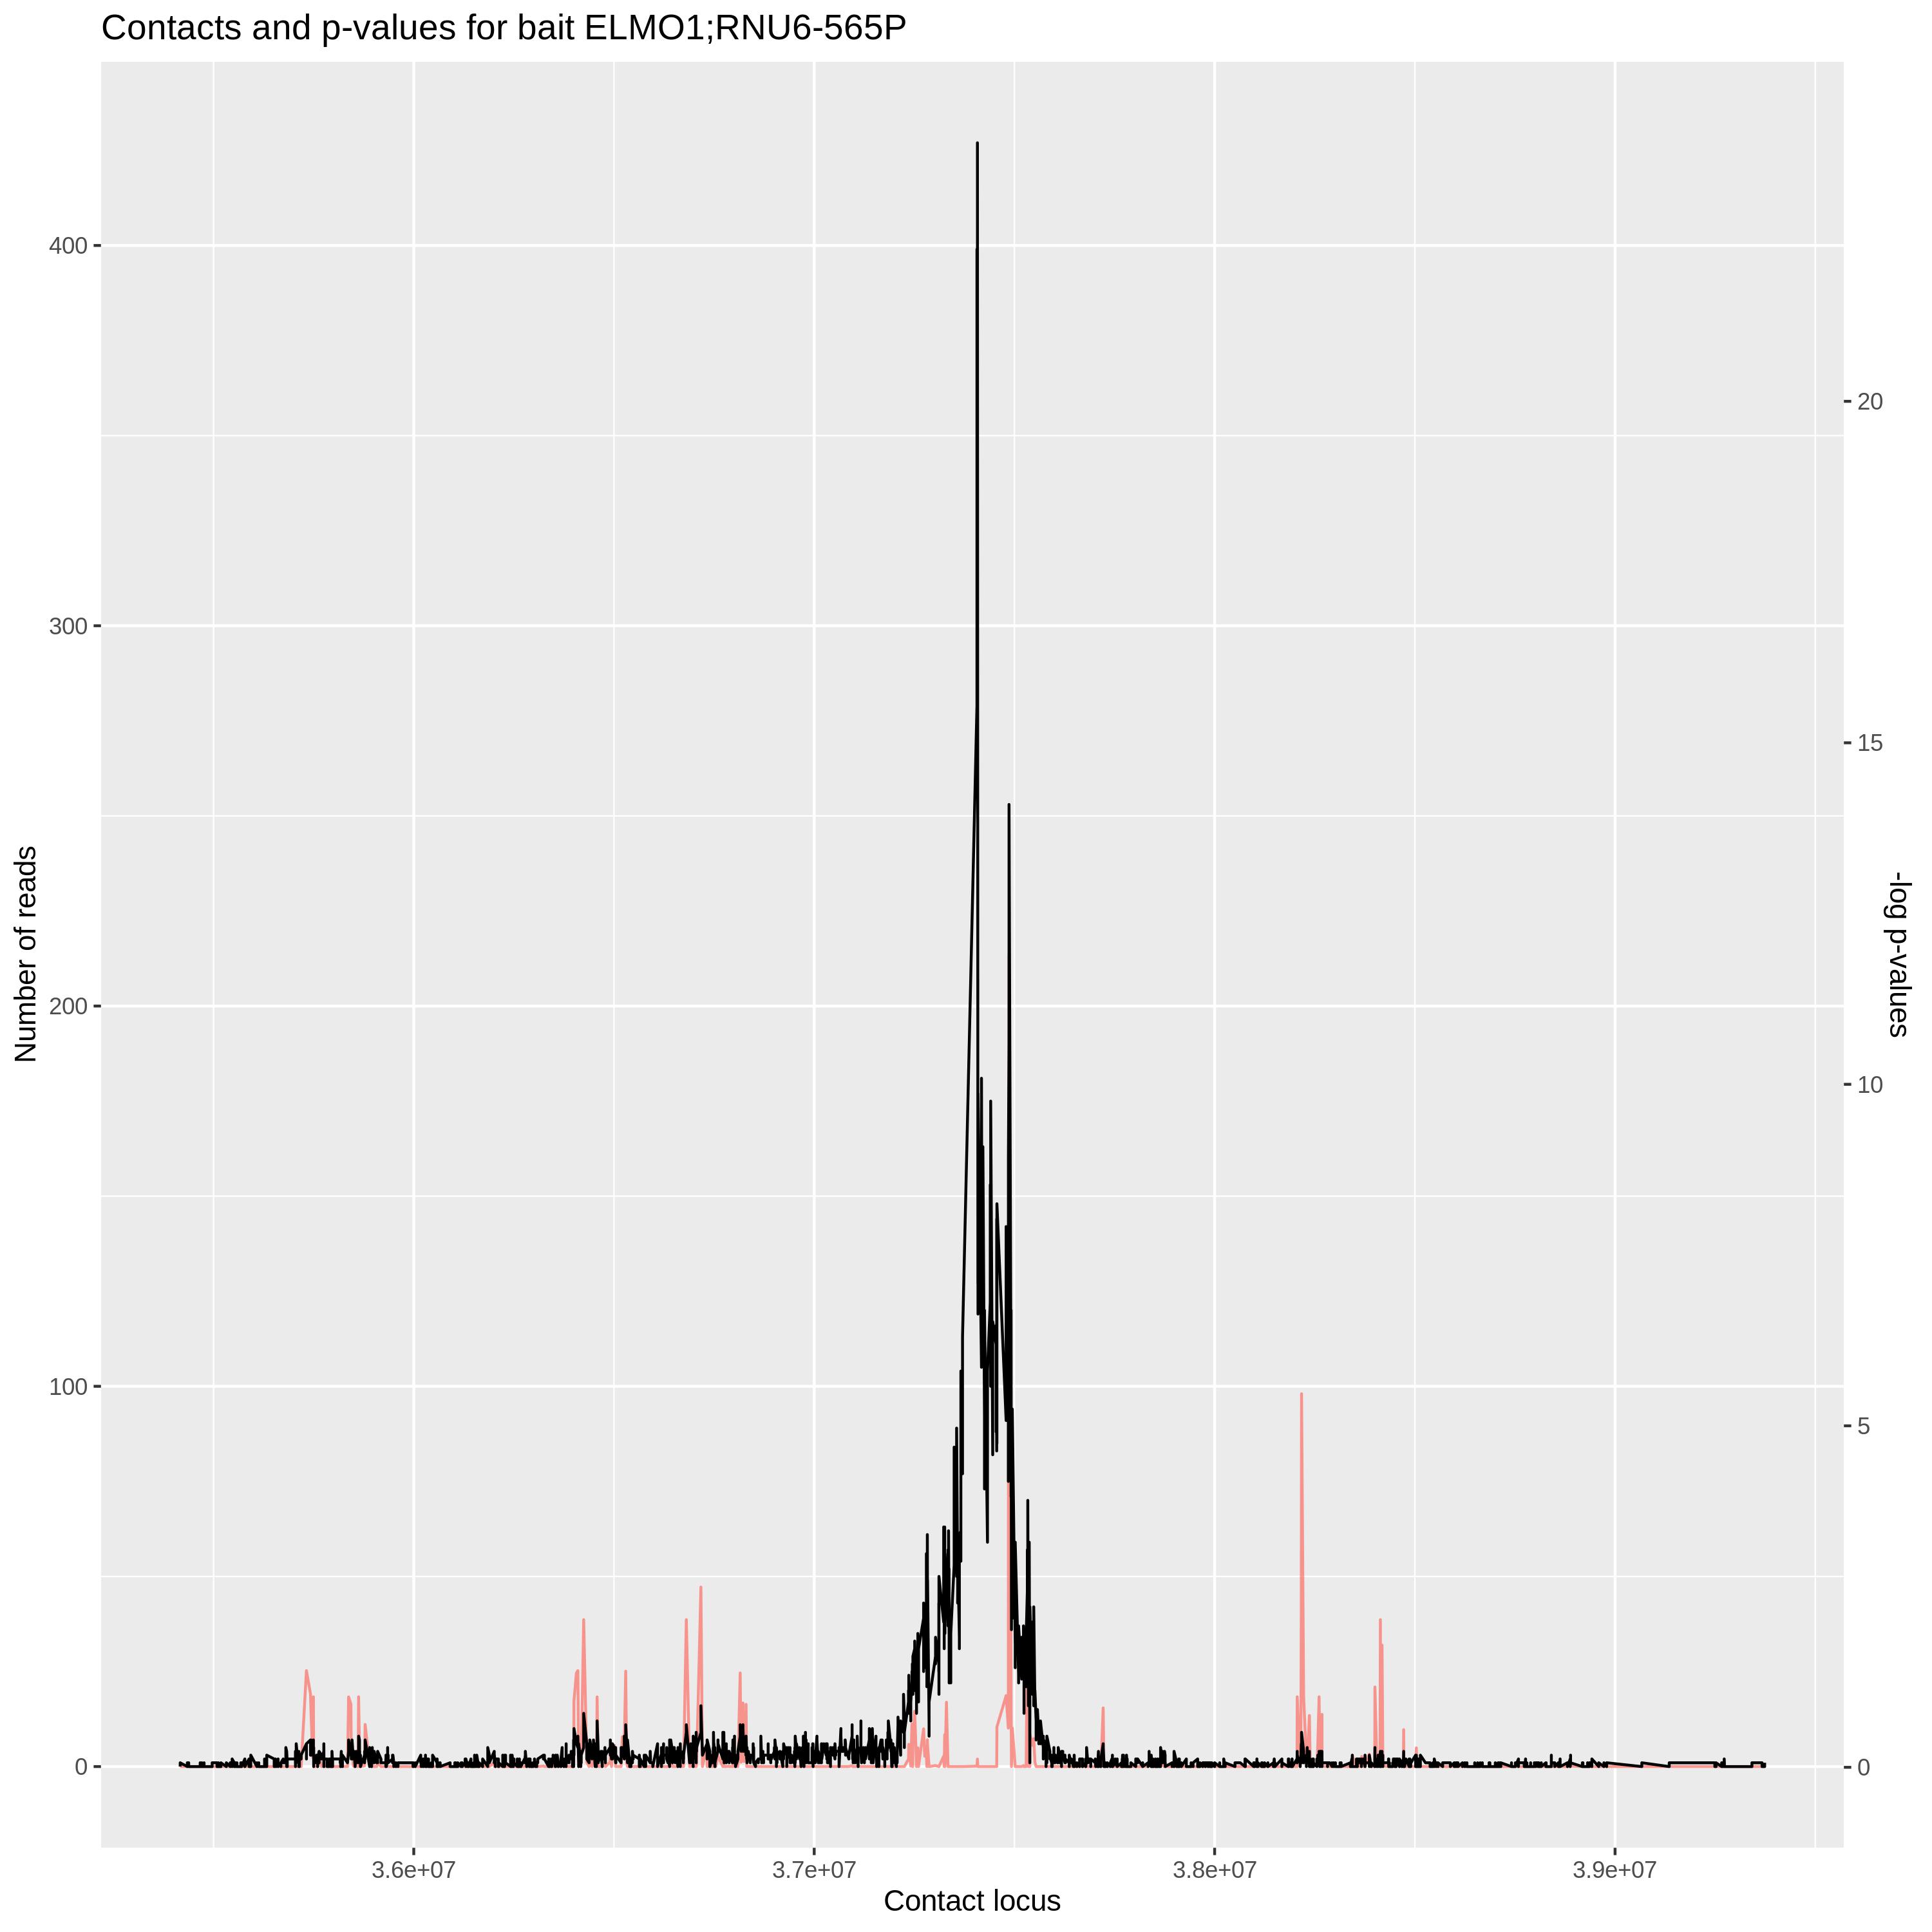 Contacts and p-values for bait ELMO1;RNU6-565P
400
300
200
100
0
Number of reads
20
15
10
5
0
-log p-values
3.6e+07
3.7e+07
3.8e+07
3.9e+07
Contact locus